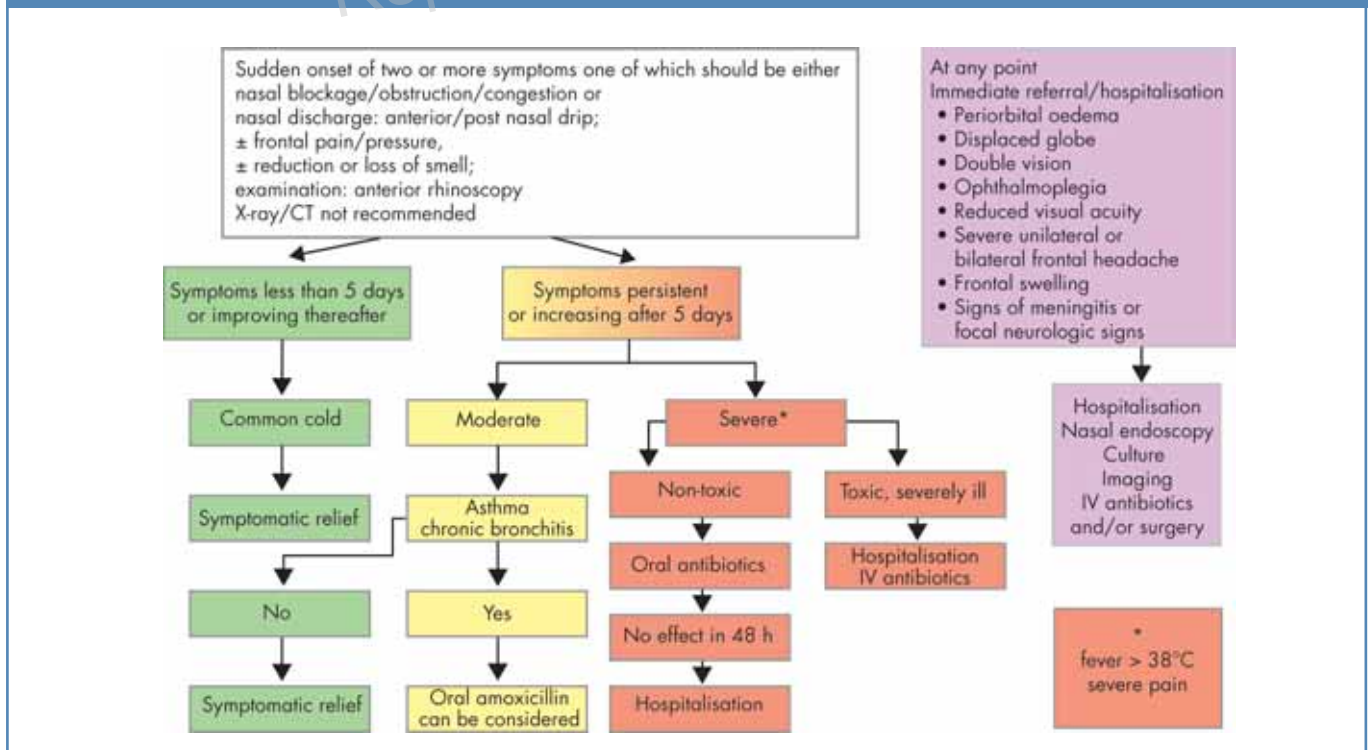 Sudden onset of two or more symptoms one of which should be either
nasal blockage/obstruction/congestion or
nasal discharge: anterior/post nasal drip;
± frontal pain/pressure,
± reduction or loss of smell;
examination: anterior rhinoscopy
X-ray/CT not recommended
At any point
Immediate referral/hospitalisation
• Periorbital oedema
• Displaced globe
• Double vision
• Ophthalmoplegia
• Reduced visual acuity
• Severe unilateral or
bilateral frontal headache
• Frontal swelling
• Signs of meningitis or
focal neurologic signs
Symptoms less than 5 days
or improving thereafter
Symptoms persistent
or increasing after 5 days
Common cold
Moderate
Severe*
Hospitalisation
Nasal endoscopy
Culture
Imaging
IV antibiotics
and/or surgery
Symptomatic relief
Asthma
chronic bronchitis
Non-toxic
Toxic, severely ill
Oral antibiotics
Hospitalisation
IV antibiotics
No
Yes
No effect in 48 h
*
fever > 38°C
severe pain
Symptomatic relief
Oral amoxicillin
can be considered
Hospitalisation